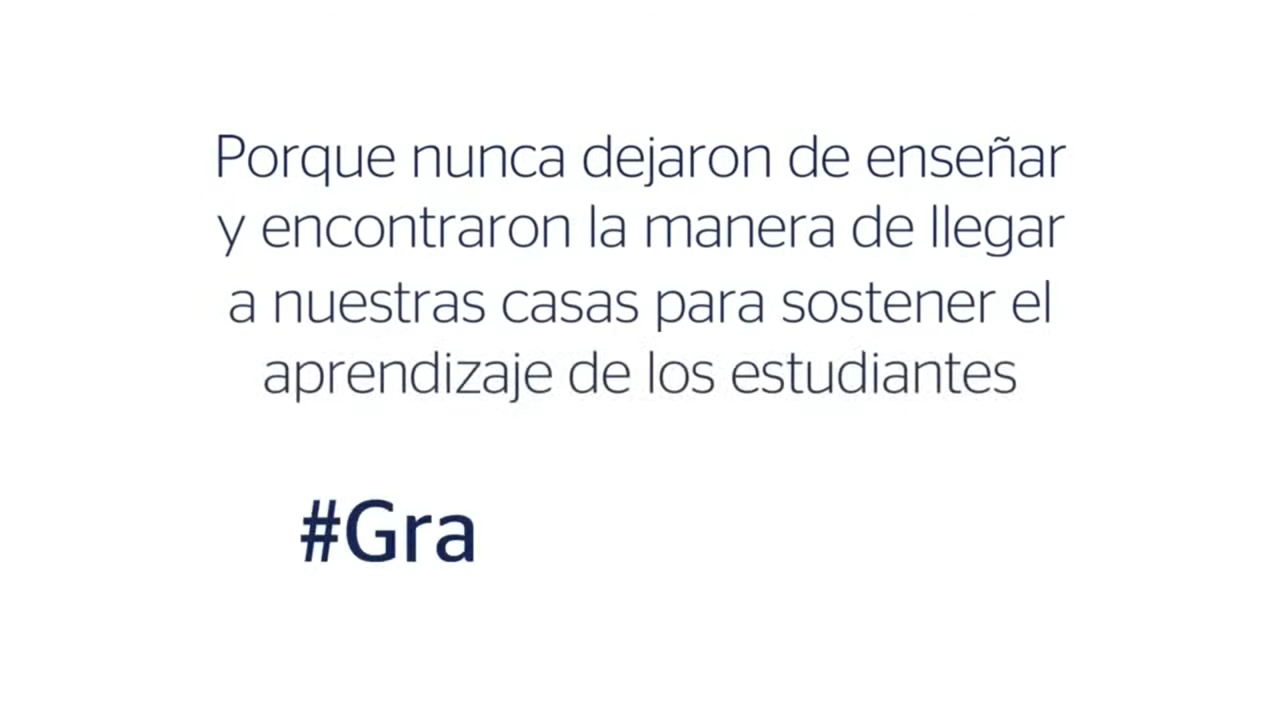 Porque nunca dejaron de enseñar
y encontraron la manera de llegar
a nuestras casas para sostener el
aprendizaje de los estudiantes
#Gra